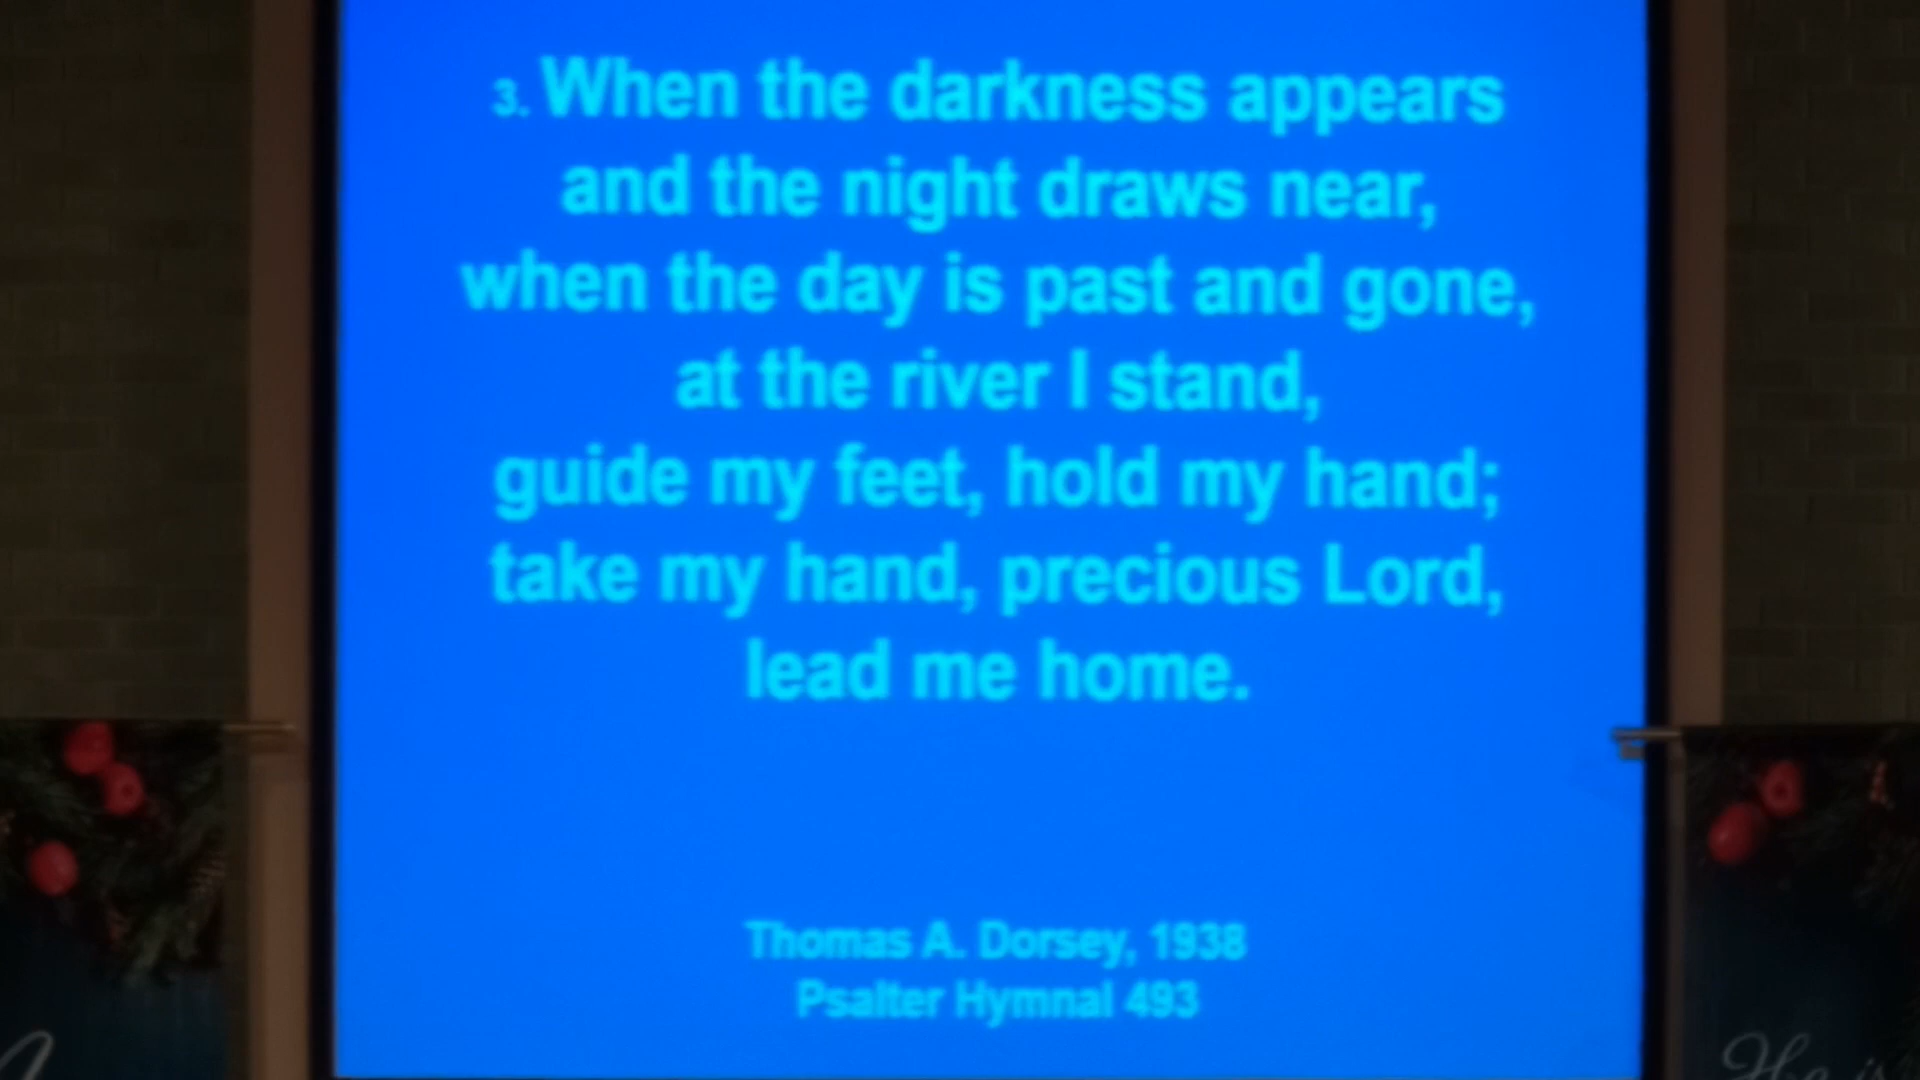 3. When the darkness appears
and the night draws near,
when the day is past and gone,
at the river I stand,
guide my feet, hold my hand;
take my hand, precious Lord,
lead me home.
Thomas A. Dorsey, 1938
Psalter Hymnal 493
He is